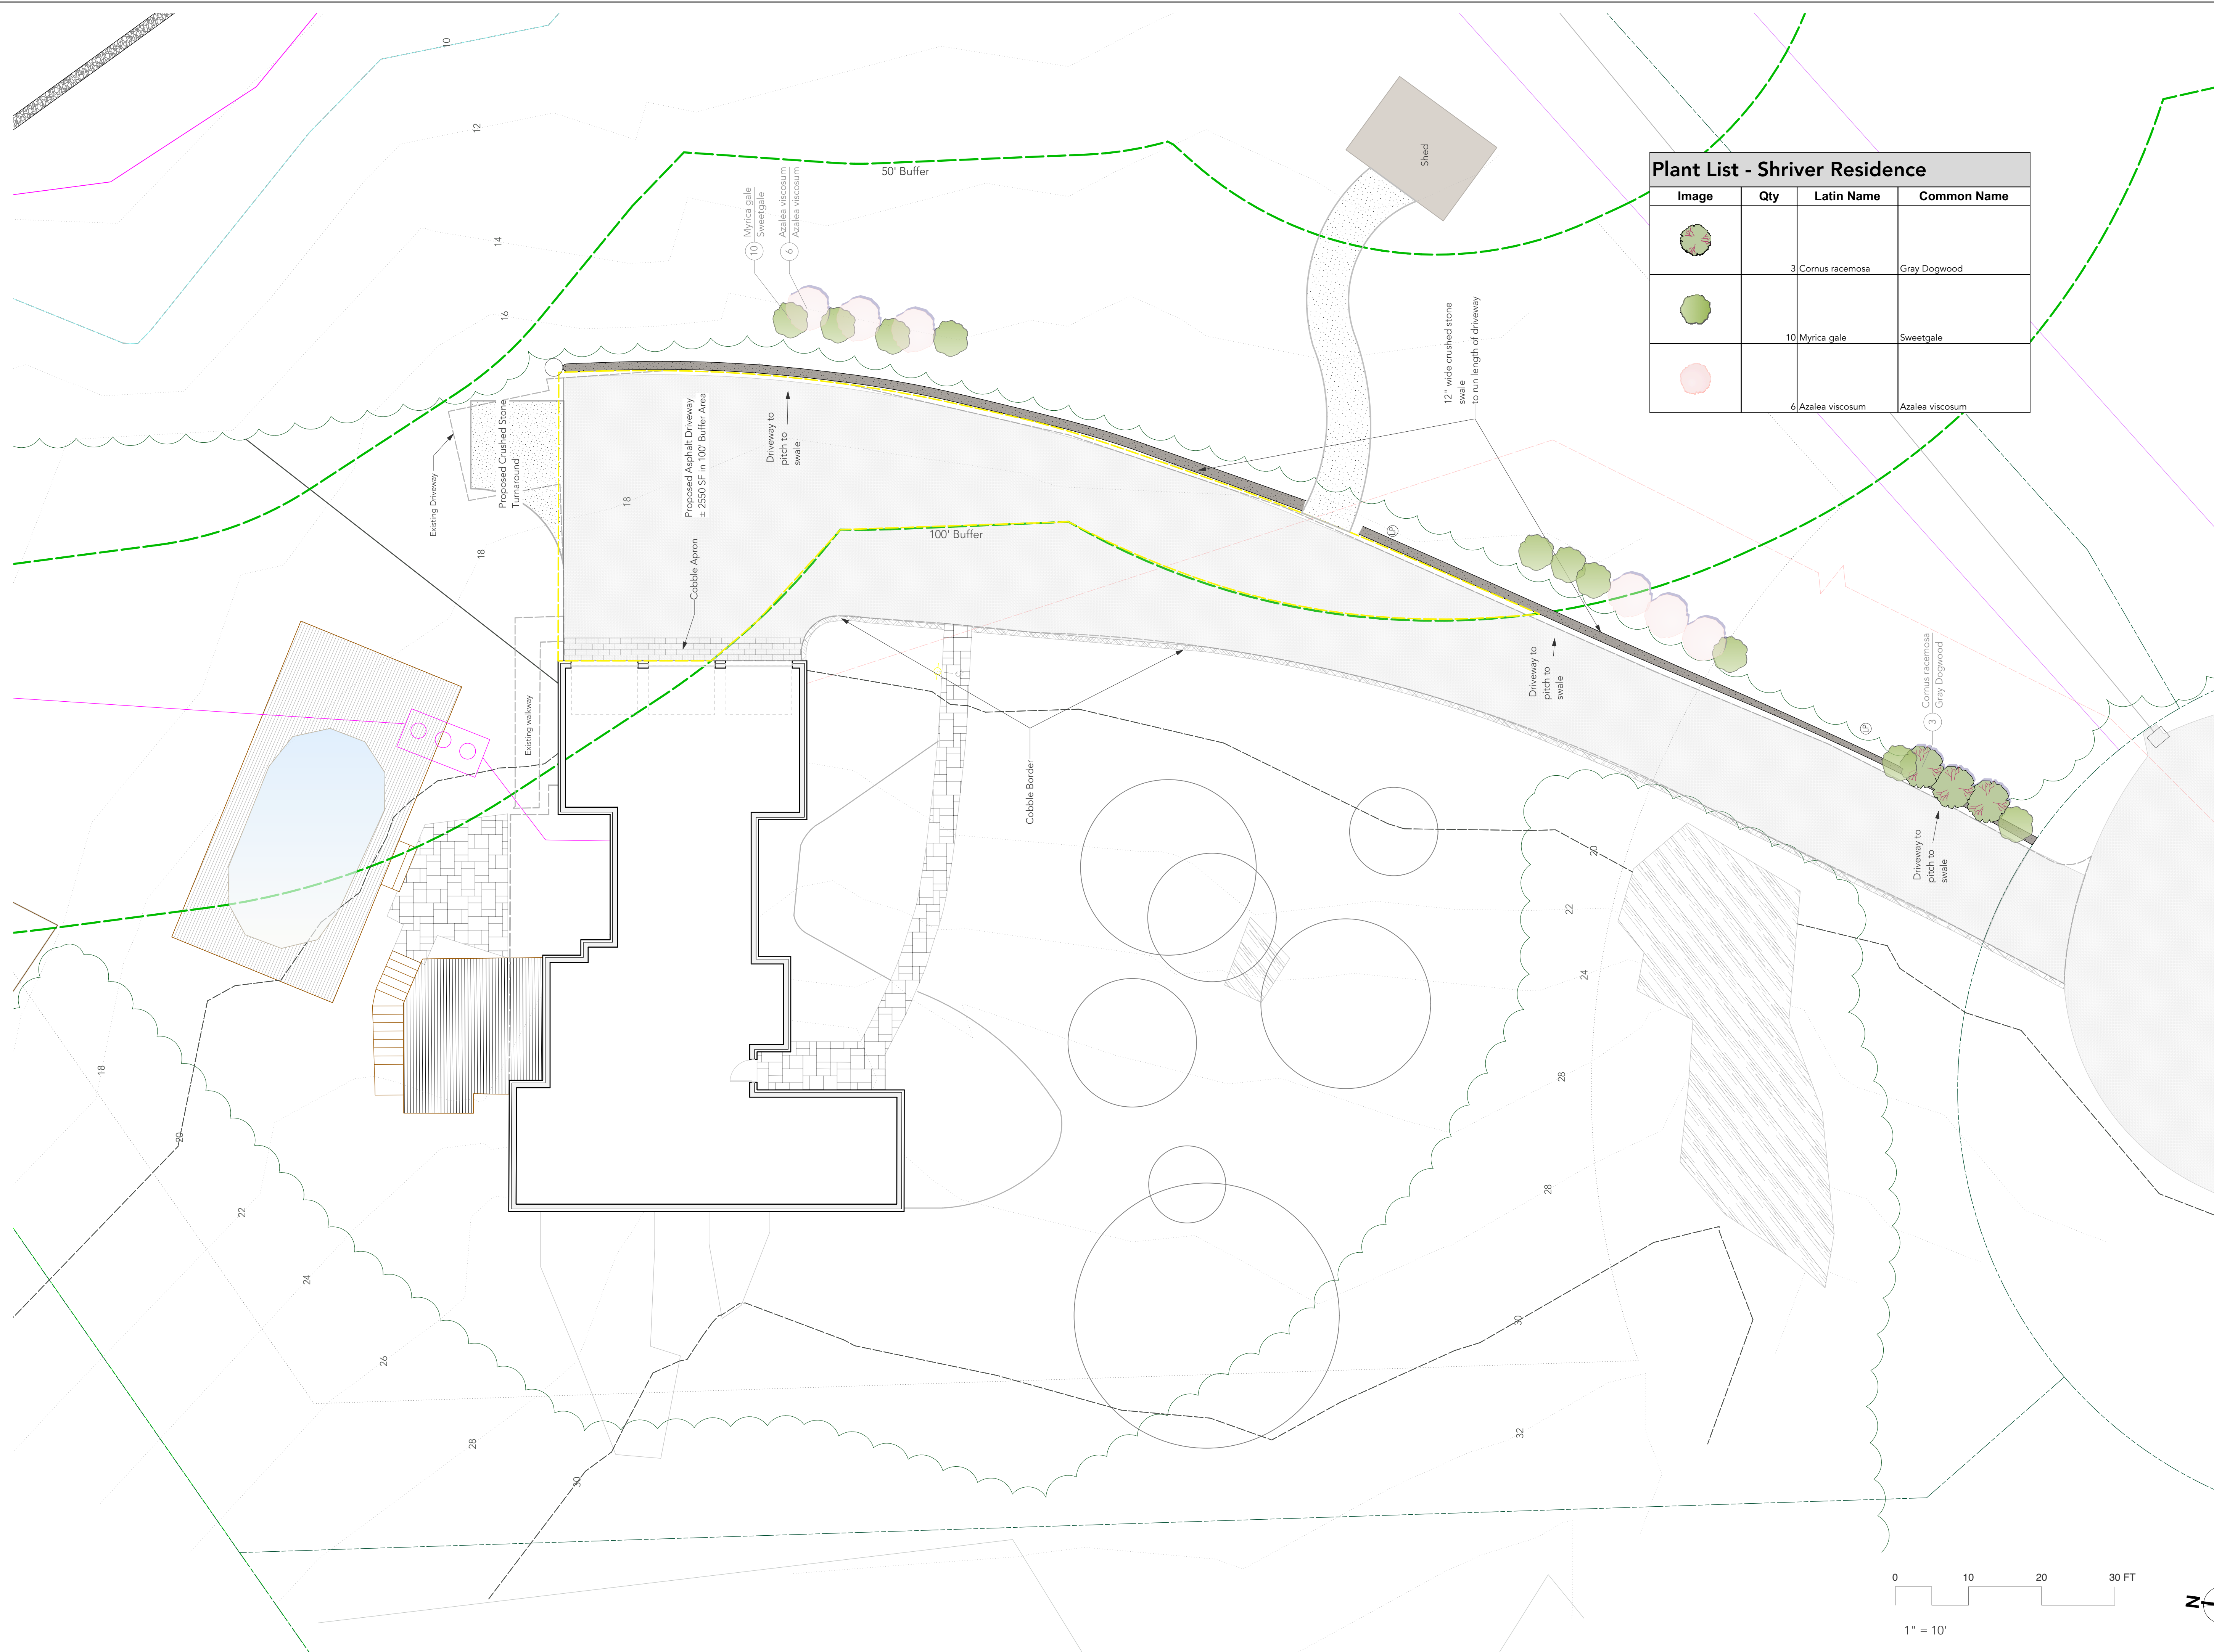 10
12
14
16
18
18
50' Buffer
10
Myrica gale
Sweetgale
6
Azalea viscosum
Azalea viscosum
Shed
Plant List - Shriver Residence
Image Qty Latin Name Common Name
3 Cornus racemosa Gray Dogwood
10 Myrica gale Sweetgale
6 Azalea viscosum Azalea viscosum
12" wide crushed stone
swale
to run length of driveway
Existing Driveway
Proposed Crushed Stone
Turnaround
Proposed Asphalt Driveway
± 2550 SF in 100' Buffer Area
Driveway to
pitch to
swale
Cobble Apron
100' Buffer
LP
Driveway to
pitch to
swale
3
Cornus racemosa
Gray Dogwood
LP
Existing walkway
Cobble Border
Driveway to
pitch to
swale
20
22
24
28
28
30
32
18
20
22
24
26
28
30
0 10 20 30 FT
1" = 10'
N